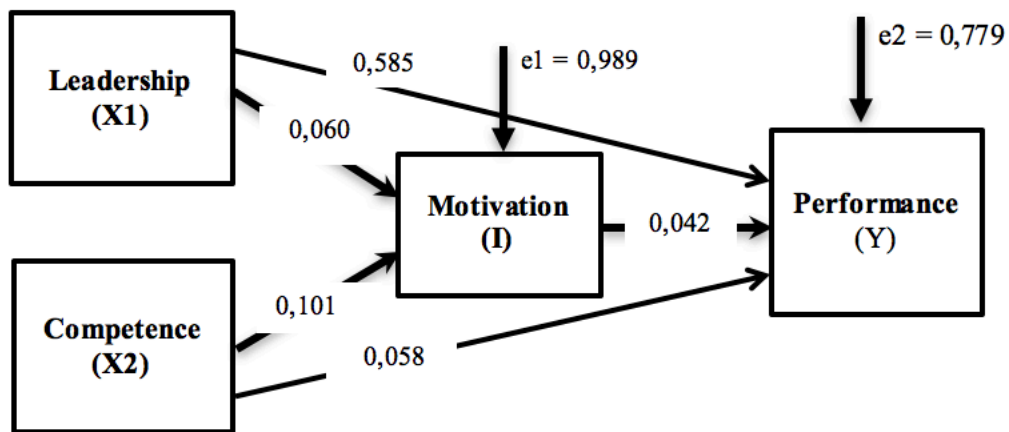 Leadership
(X1)
0,585
0,060
e1 = 0,989
e2 = 0,779
Motivation
(I)
0,042
Performance
(Y)
Competence
(X2)
0,101
0,058